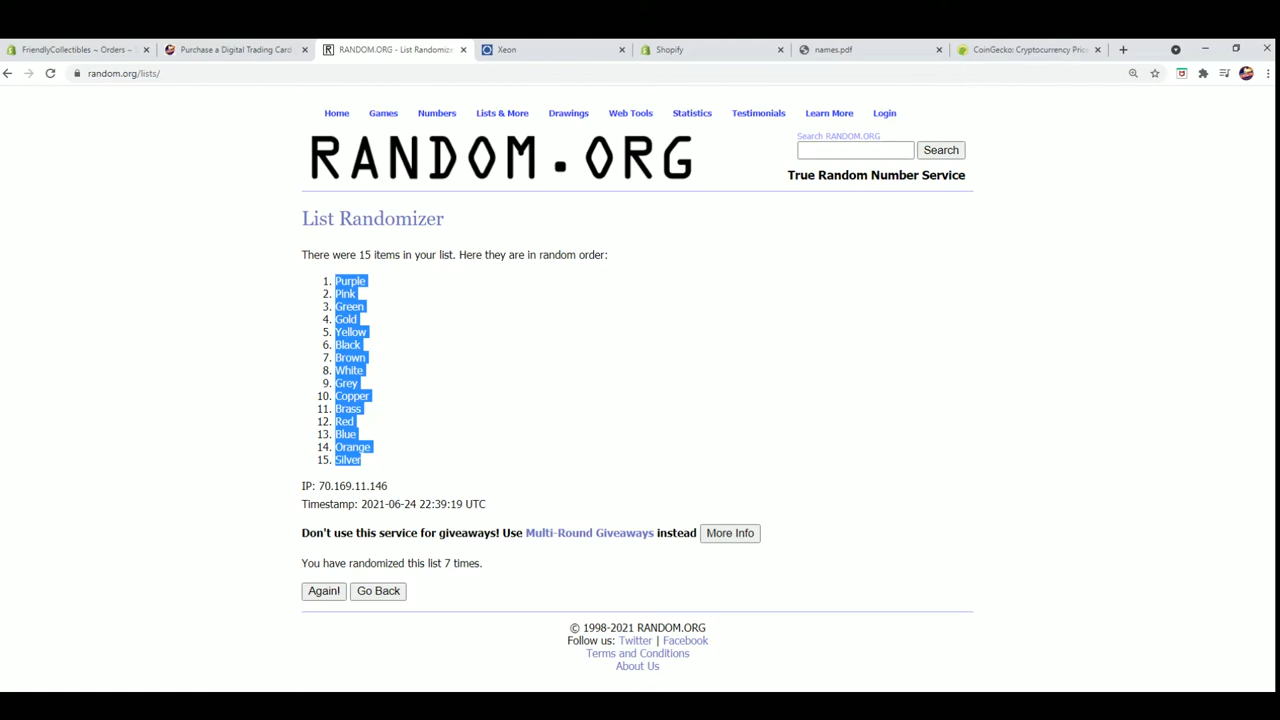 FriendlyCollectibles ~ Orders ~
Purchase a Digital Trading Card
RANDOM.ORG - List Randomize
Xeon
Shopify
names.pdf
CoinGecko: Cryptocurrency Price
random.org/lists/
Home Games Numbers Lists & More Drawings Web Tools Statistics Testimonials Learn More Login
RANDOM.ORG
Search RANDOM.ORG
Search
True Random Number Service
List Randomizer
There were 15 items in your list. Here they are in random order:
1. Purple
2. Pink
3. Green
4. Gold
5. Yellow
6. Black
7. Brown
8. White
9. Grey
10. Copper
11. Brass
12. Red
13. Blue
14. Orange
15. Silver
IP: 70.169.11.146
Timestamp: 2021-06-24 22:39:19 UTC
Don't use this service for giveaways! Use Multi-Round Giveaways instead More Info
You have randomized this list 7 times.
Again! Go Back
© 1998-2021 RANDOM.ORG
Follow us: Twitter | Facebook
Terms and Conditions
About Us